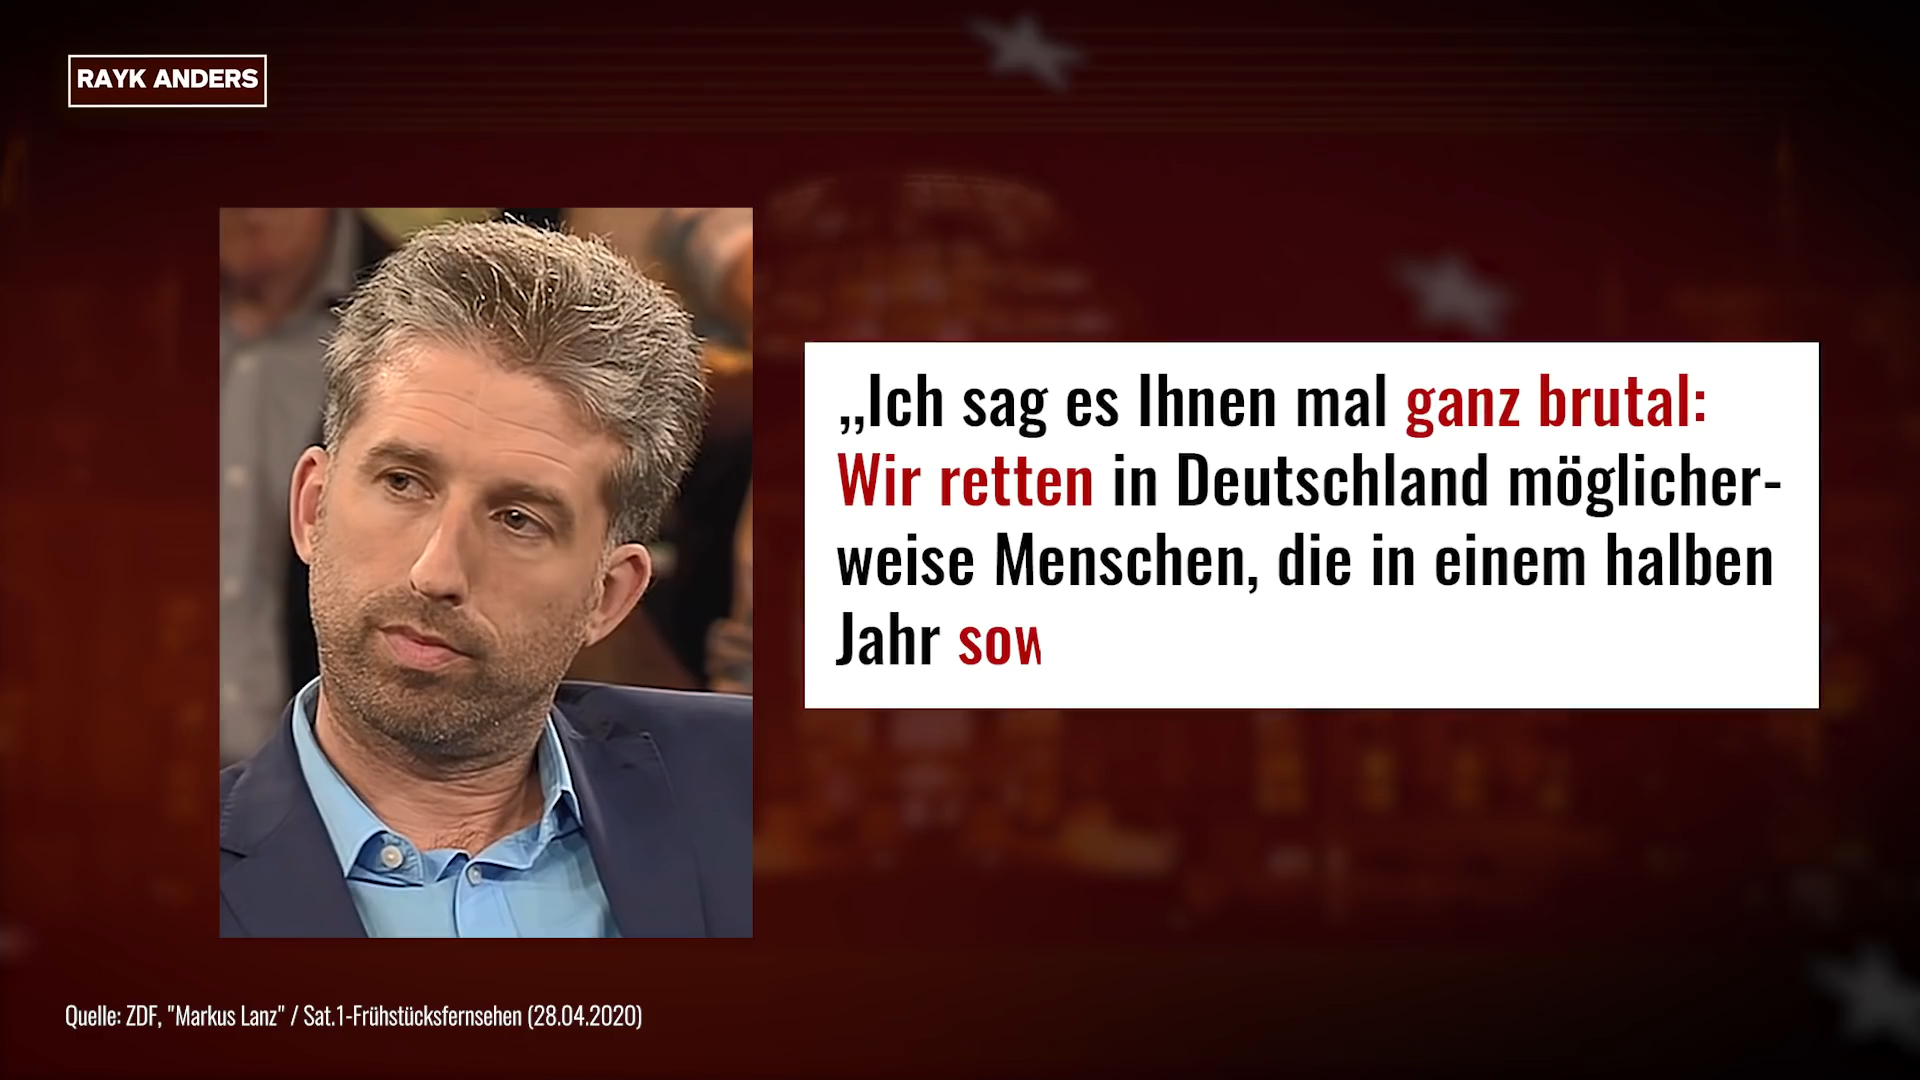 RAYK ANDERS
„Ich sag es Ihnen mal ganz brutal:
Wir retten in Deutschland möglicher-
weise Menschen, die in einem halben
Jahr
Quelle: ZDF, "Markus Lanz" / Sat.1-Frühstücksfernsehen (28.04.2020)